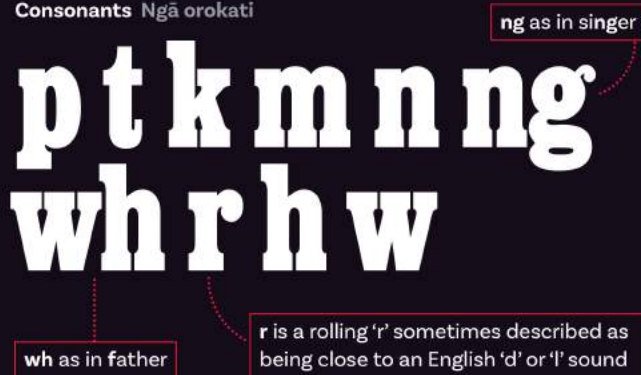 Consonants Ngā orokati
ng as in singer
p t k m n ng
wh r h w
wh as in father
r is a rolling ‘r’ sometimes described as
being close to an English ‘d’ or ‘l’ sound